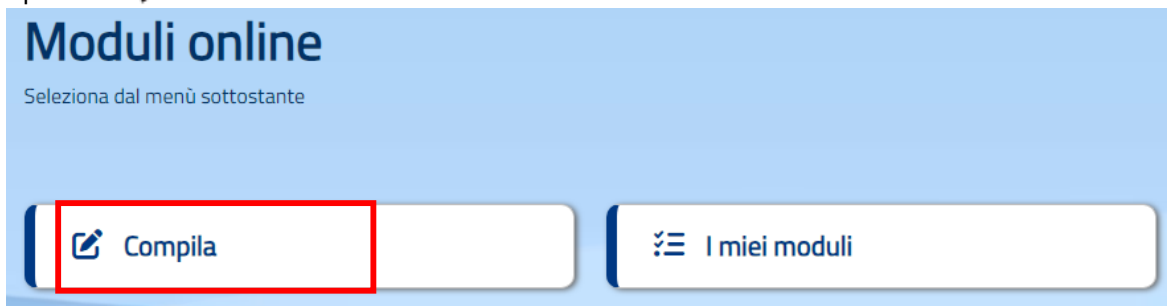 Moduli online
Seleziona dal menù sottostante
Compila
I miei moduli